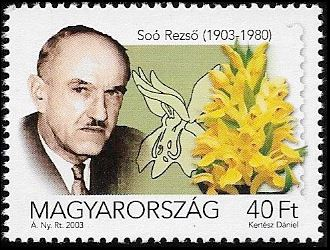 Soó Rezső (1903-1980)
MAGYARORSZÁG 40 Ft
Á. Ny. Rt. 2003 Kertész Dániel